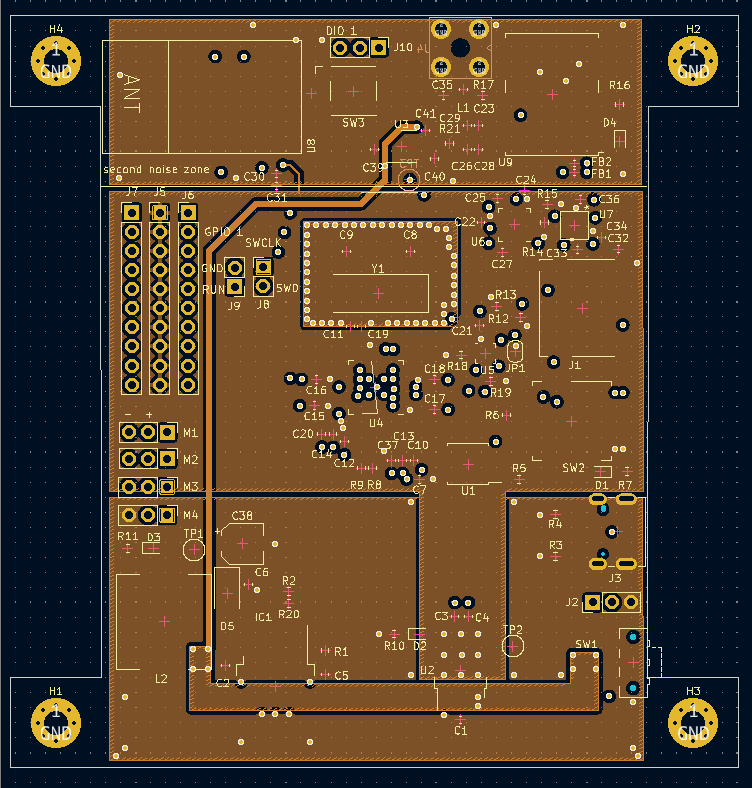 H4
1
GND
H2
1
GND
DIO 1
J10
J4
ANT
C35
R17
L1
R16
SW3
C41
C29
C23
U3
R21
D4
U8
C39
C26
C28
U9
FB2
FB1
second noise zone
C30
C40
C31
C24
J7
J5
J6
C25
R15
C36
U7
GPIO 1
C22
C34
SWCLK
C9
C8
U6
R14
C33
C32
C27
GND
Y1
RUN
SWD
J9
J8
R13
R12
C11
C19
C21
R18
U5
JP1
J1
C16
C18
R19
C15
U4
C17
R6
- +
M1
C20
C13
C14
C37
C10
M2
C12
SW2
R9
R8
C7
U1
R5
M3
D1
R7
M4
C38
R4
R11
D3
TP1
+
R3
C6
J3
R2
R20
D5
IC1
J2
C3
C4
TP2
R1
R10
D2
SW1
L2
C2
C5
U2
H1
1
GND
C1
H3
1
GND